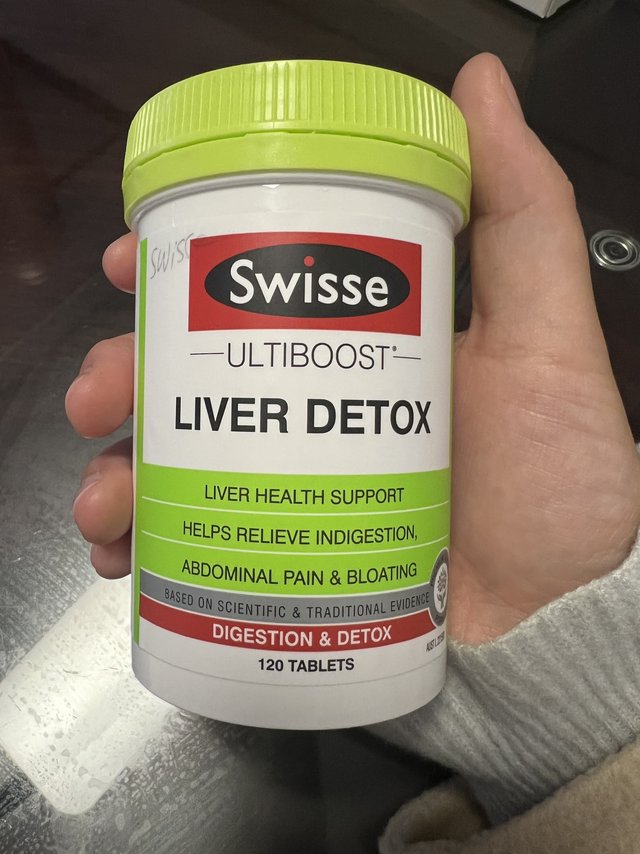 Swisse
ULTIBOOST®
LIVER DETOX
LIVER HEALTH SUPPORT
HELPS RELIEVE INDIGESTION,
ABDOMINAL PAIN & BLOATING
BASED ON SCIENTIFIC & TRADITIONAL EVIDENCE
DIGESTION & DETOX
120 TABLETS